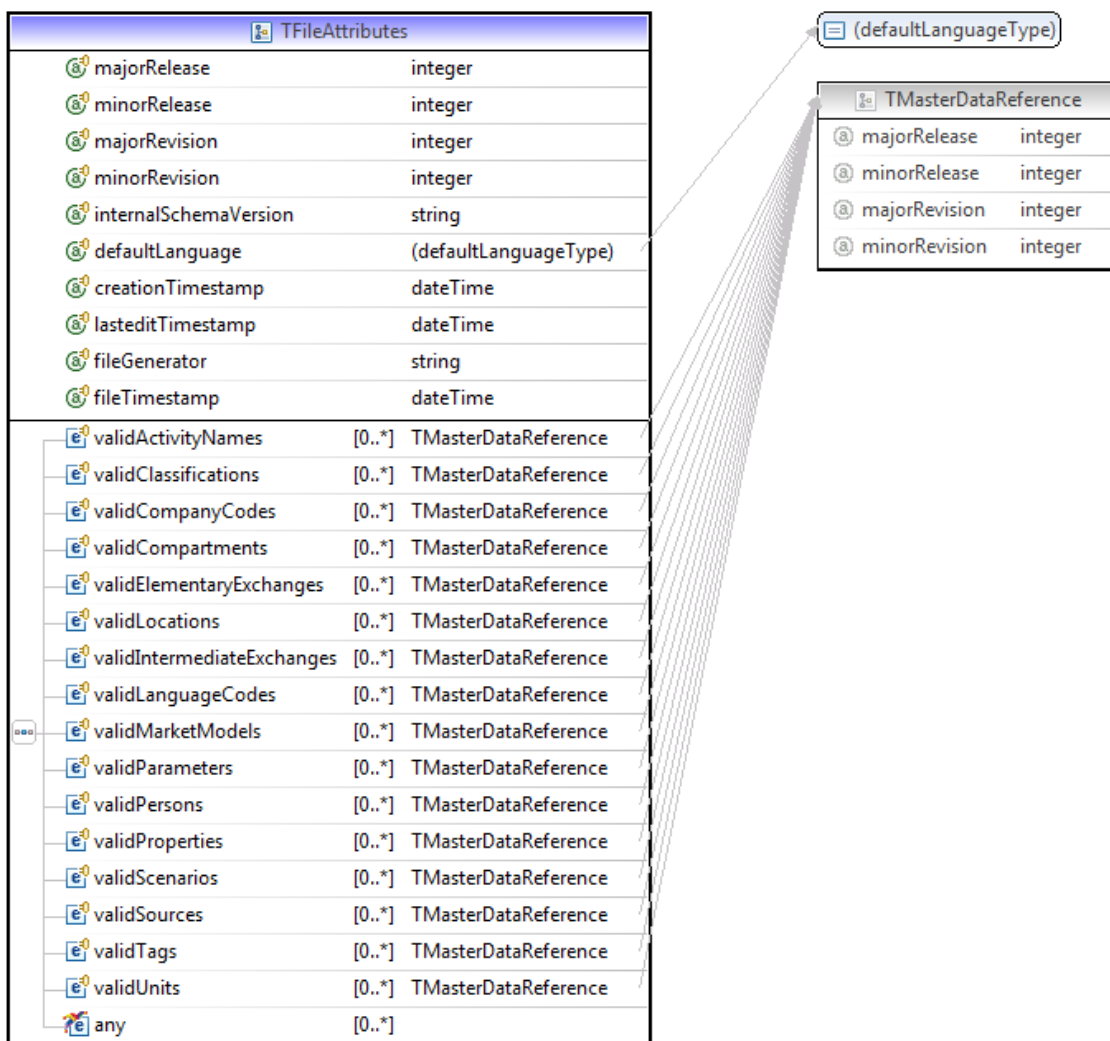 TFileAttributes
majorRelease integer
minorRelease integer
majorRevision integer
minorRevision integer
internalSchemaVersion string
defaultLanguage (defaultLanguageType)
creationTimestamp dateTime
lasteditTimestamp dateTime
fileGenerator string
fileTimestamp dateTime
validActivityNames [0..*] TMasterDataReference
validClassifications [0..*] TMasterDataReference
validCompanyCodes [0..*] TMasterDataReference
validCompartments [0..*] TMasterDataReference
validElementaryExchanges [0..*] TMasterDataReference
validLocations [0..*] TMasterDataReference
validIntermediateExchanges [0..*] TMasterDataReference
validLanguageCodes [0..*] TMasterDataReference
validMarketModels [0..*] TMasterDataReference
validParameters [0..*] TMasterDataReference
validPersons [0..*] TMasterDataReference
validProperties [0..*] TMasterDataReference
validScenarios [0..*] TMasterDataReference
validSources [0..*] TMasterDataReference
validTags [0..*] TMasterDataReference
validUnits [0..*] TMasterDataReference
any [0..*]
(defaultLanguageType)
TMasterDataReference
majorRelease integer
minorRelease integer
majorRevision integer
minorRevision integer